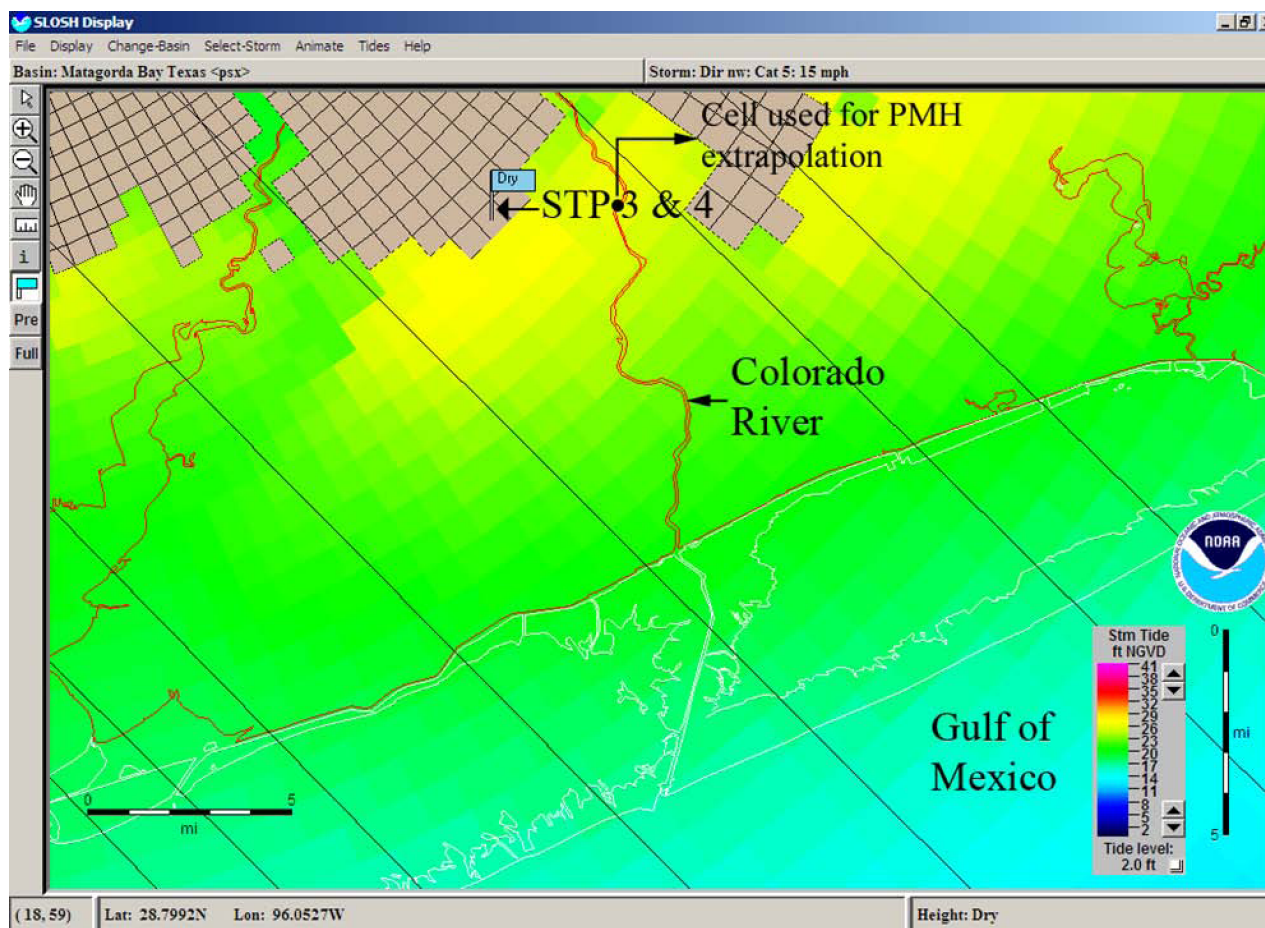 SLOSH Display
File Display Change-Basin Select-Storm Animate Tides Help
Basin: Matagorda Bay Texas <psx>
Storm: Dir nw: Cat 5: 15 mph
Cell used for PMH
extrapolation
Dry
STP 3 & 4
i
Pre
Full
Colorado
River
NOAA
Stm Tide
ft NGVD
41
38
35
32
29
26
23
20
17
14
11
8
5
2
Tide level:
2.0 ft
0
mi
5
Gulf of
Mexico
0
5
mi
(18, 59)
Lat: 28.7992N Lon: 96.0527W
Height: Dry